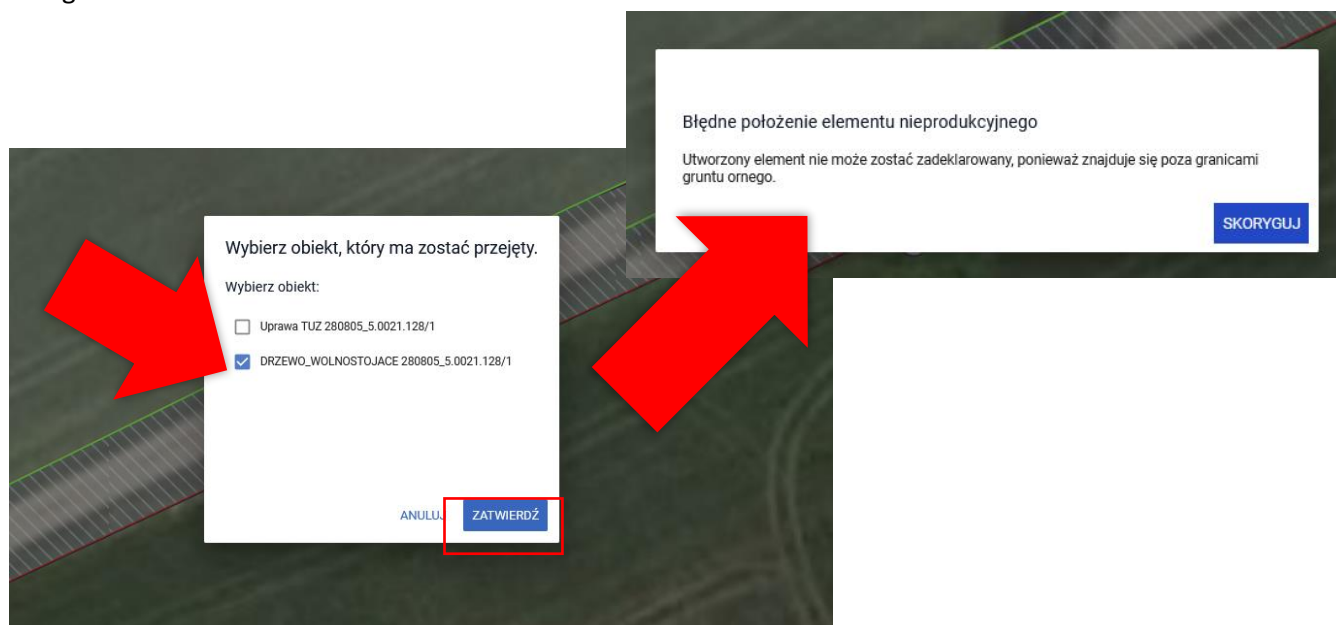 Błędne położenie elementu nieprodukcyjnego
Utworzony element nie może zostać zadeklarowany, ponieważ znajduje się poza granicami
gruntu ornego.
SKORYGUJ
Wybierz obiekt, który ma zostać przejęty.
Wybierz obiekt:
Uprawa TUZ 280805_5.0021.128/1
DRZEWO_WOLNOSTOJACE 280805_5.0021.128/1
ANULUJ ZATWIERDŹ